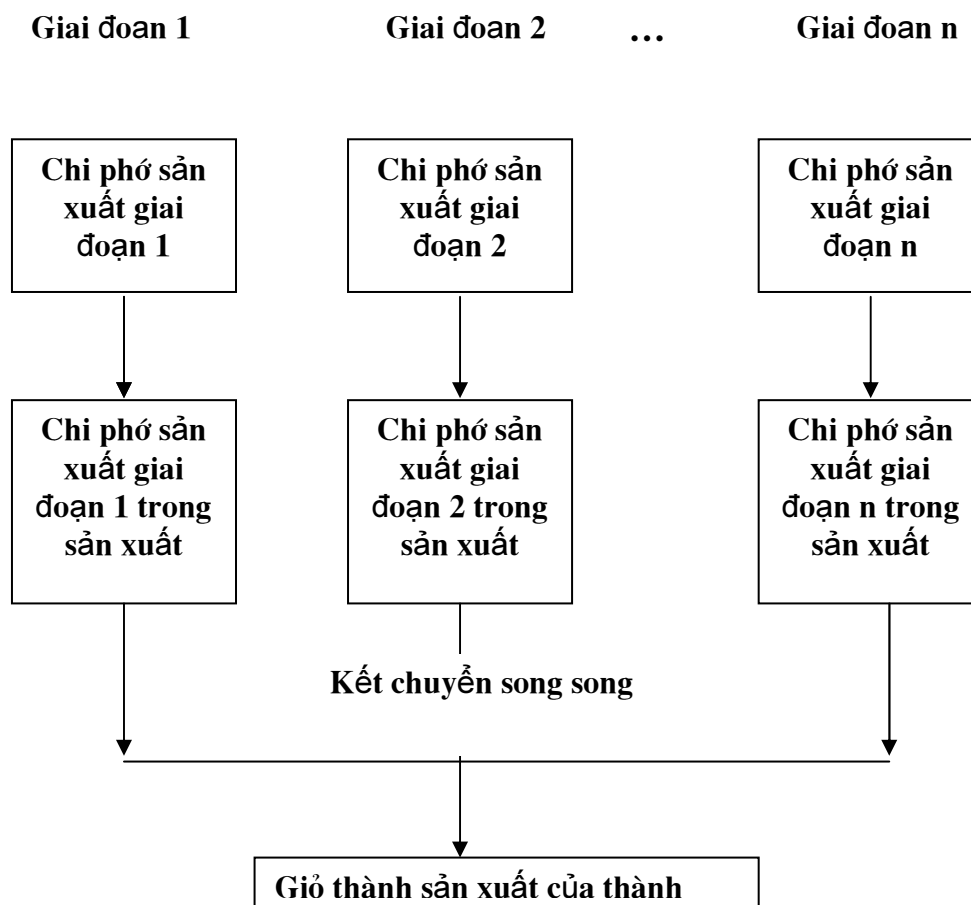 Giai đoan 1 Giai đoan 2 ... Giai đoan n
Chi phớ sản
xuất giai
đoạn 1
Chi phớ sản
xuất giai
đoạn 2
Chi phớ sản
xuất giai
đoạn n
Chi phớ sản
xuất giai
đoạn 1 trong
sản xuất
Chi phớ sản
xuất giai
đoạn 2 trong
sản xuất
Chi phớ sản
xuất giai
đoạn n trong
sản xuất
Kết chuyển song song
Giỏ thành sản xuất của thành